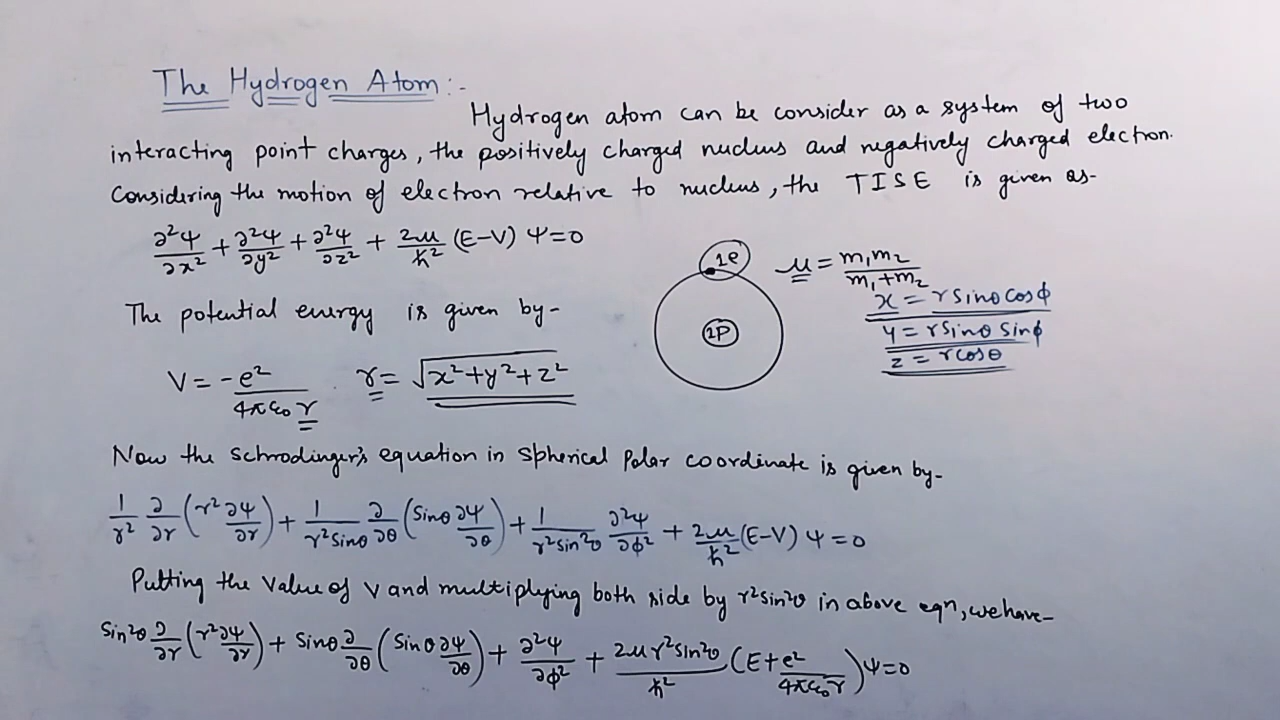 The Hydrogen Atom:-
Hydrogen atom can be consider as a system of two
interacting point charges, the positively charged nucleus and negatively charged electron.
Considering the motion of electron relative to nucleus, the TISE is given as-
∂²ψ/∂x² + ∂²ψ/∂y² + ∂²ψ/∂z² + 2μ/ħ² (E-V) ψ=0
1e
μ = m₁m₂/m₁+m₂
x = r sinθ cosϕ
y = r sinθ sinϕ
z = r cosθ
1P
The potential energy is given by-
V = -e²/4πε₀r r = √x²+y²+z²
Now the Schrodinger's equation in spherical Polar coordinate is given by-
1/r² ∂/∂r (r² ∂ψ/∂r) + 1/r² sinθ ∂/∂θ (sinθ ∂ψ/∂θ) + 1/r² sin²θ ∂²ψ/∂ϕ² + 2μ/ħ² (E-V) ψ=0
Putting the value of V and multiplying both side by r² sin²θ in above eqn, we have-
Sin²θ ∂/∂r (r² ∂ψ/∂r) + Sinθ ∂/∂θ (Sinθ ∂ψ/∂θ) + ∂²ψ/∂ϕ² + 2μ r² sin²θ/ħ² (E + e²/4πε₀r) ψ=0